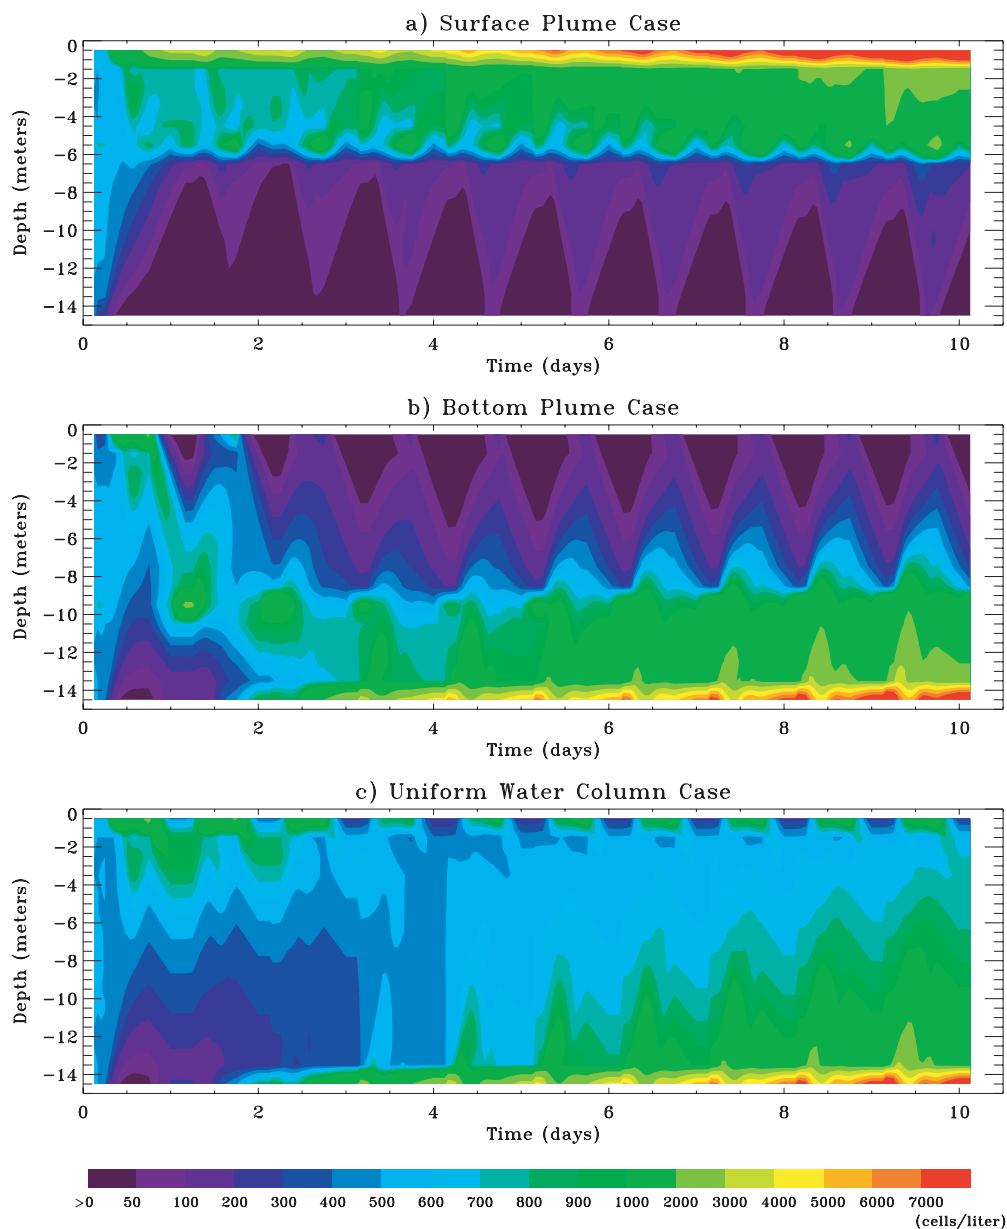 a) Surface Plume Case
0
−2
−4
−6
−8
−10
−12
−14
Depth (meters)
0 2 4 6 8 10
Time (days)
b) Bottom Plume Case
0
−2
−4
−6
−8
−10
−12
−14
Depth (meters)
0 2 4 6 8 10
Time (days)
c) Uniform Water Column Case
0
−2
−4
−6
−8
−10
−12
−14
Depth (meters)
0 2 4 6 8 10
Time (days)
>0 50 100 200 300 400 500 600 700 800 900 1000 2000 3000 4000 5000 6000 7000
(cells/liter)